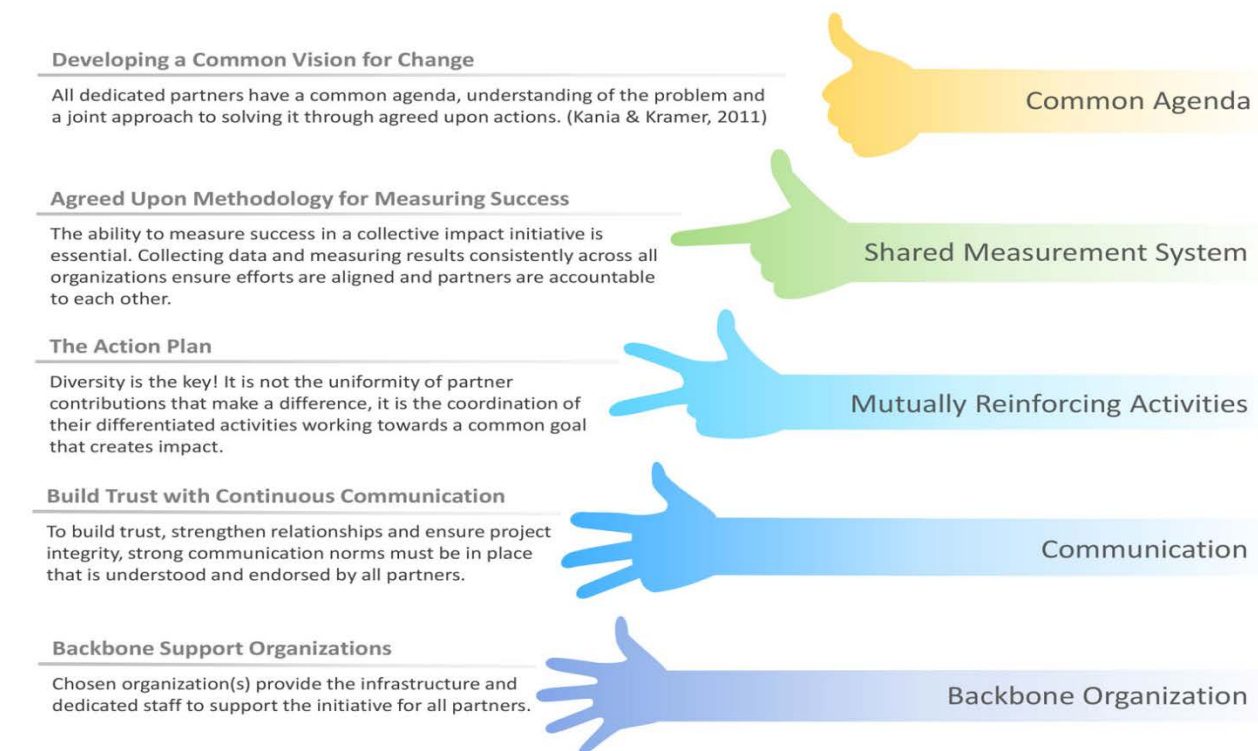 Developing a Common Vision for Change
All dedicated partners have a common agenda, understanding of the problem and
a joint approach to solving it through agreed upon actions. (Kania & Kramer, 2011)
Common Agenda
Agreed Upon Methodology for Measuring Success
The ability to measure success in a collective impact initiative is
essential. Collecting data and measuring results consistently across all
organizations ensure efforts are aligned and partners are accountable
to each other.
Shared Measurement System
The Action Plan
Diversity is the key! It is not the uniformity of partner
contributions that make a difference, it is the coordination of
their differentiated activities working towards a common goal
that creates impact.
Mutually Reinforcing Activities
Build Trust with Continuous Communication
To build trust, strengthen relationships and ensure project
integrity, strong communication norms must be in place
that is understood and endorsed by all partners.
Communication
Backbone Support Organizations
Chosen organization(s) provide the infrastructure and
dedicated staff to support the initiative for all partners.
Backbone Organization